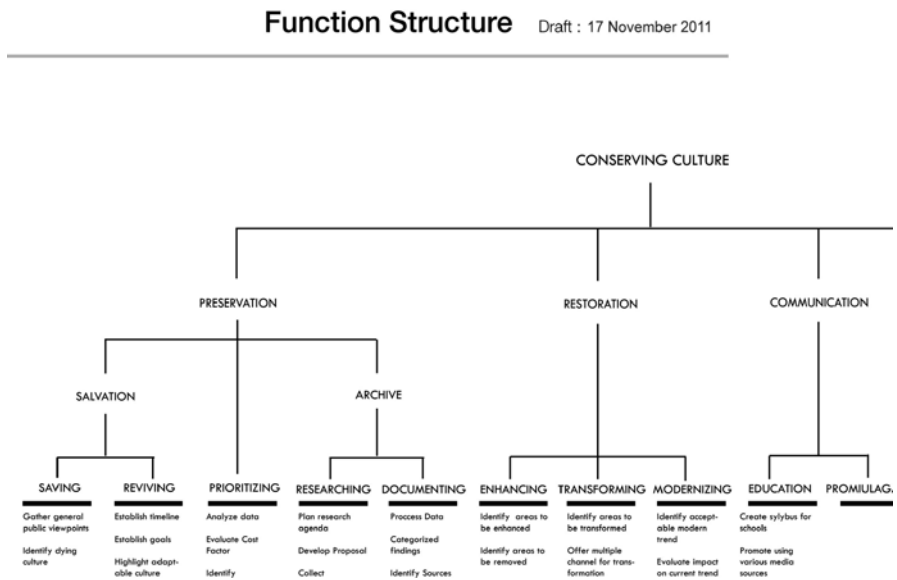 Function Structure Draft : 17 November 2011
CONSERVING CULTURE
PRESERVATION
RESTORATION
COMMUNICATION
SALVATION
ARCHIVE
SAVING
Gather general
public viewpoints
Identify dying
culture
REVIVING
Establish timeline
Establish goals
Highlight adapt-
able culture
PRIORITIZING
Analyze data
Evaluate Cost
Factor
Identify
RESEARCHING
Plan research
agenda
Develop Proposal
Collect
DOCUMENTING
Proccess Data
Categorized
findings
Identify Sources
ENHANCING
Identify areas to
be enhanced
Identify areas to
be removed
TRANSFORMING
Identify areas to
be transformed
Offer multiple
channel for trans-
formation
MODERNIZING
Identify accept-
able modern
trend
Evaluate impact
on current trend
EDUCATION
Create sylybus for
schools
Promote using
various media
sources
PROMIULAGA